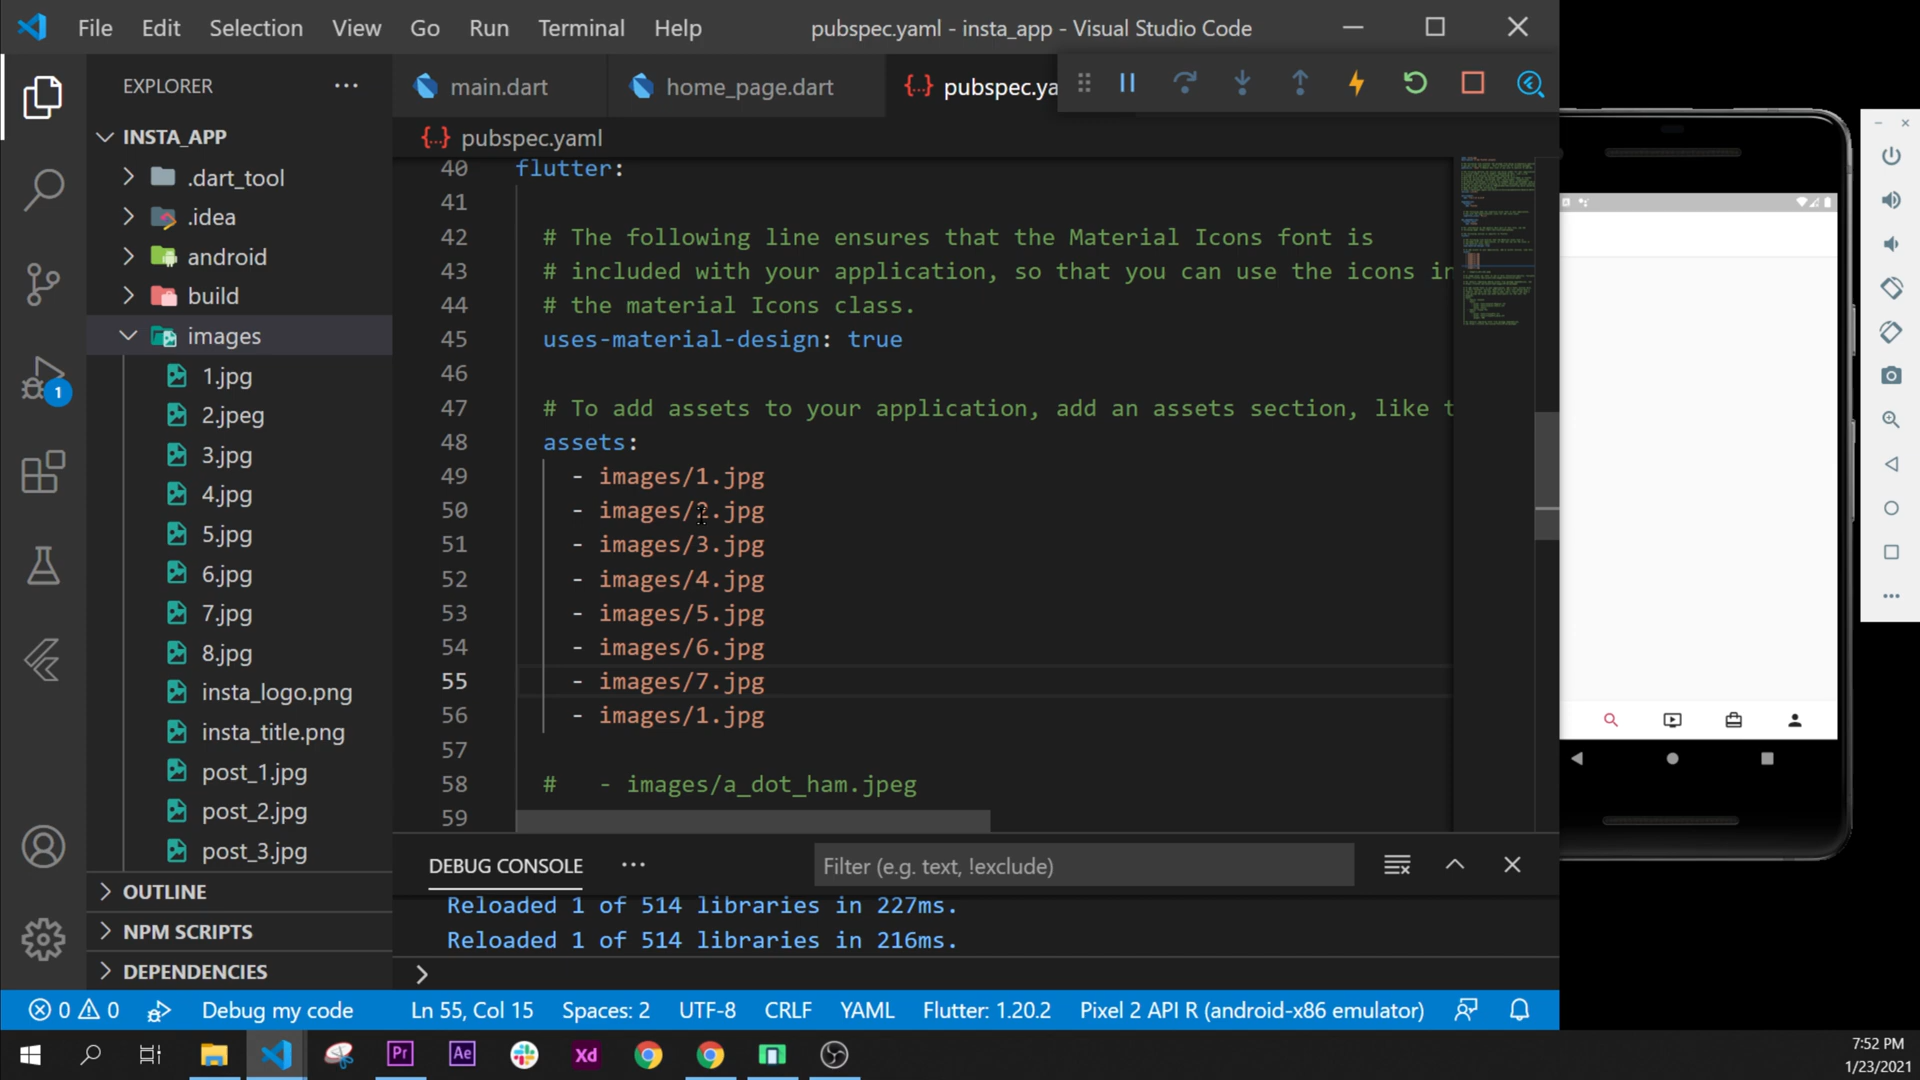 File Edit Selection View Go Run Terminal Help pubspec.yaml - insta_app - Visual Studio Code
EXPLORER
INSTA_APP
.dart_tool
.idea
android
build
images
1.jpg
2.jpeg
3.jpg
4.jpg
5.jpg
6.jpg
7.jpg
8.jpg
insta_logo.png
insta_title.png
post_1.jpg
post_2.jpg
post_3.jpg
OUTLINE
NPM SCRIPTS
DEPENDENCIES
1
main.dart home_page.dart {..} pubspec.ya
{..} pubspec.yaml
40 flutter:
41
42 # The following line ensures that the Material Icons font is
43 # included with your application, so that you can use the icons in
44 # the material Icons class.
45 uses-material-design: true
46
47 # To add assets to your application, add an assets section, like t
48 assets:
49 - images/1.jpg
50 - images/2.jpg
51 - images/3.jpg
52 - images/4.jpg
53 - images/5.jpg
54 - images/6.jpg
55 - images/7.jpg
56 - images/1.jpg
57
58 # - images/a_dot_ham.jpeg
59
DEBUG CONSOLE Filter (e.g. text, !exclude)
Reloaded 1 of 514 libraries in 227ms.
Reloaded 1 of 514 libraries in 216ms.
0 0 Debug my code Ln 55, Col 15 Spaces: 2 UTF-8 CRLF YAML Flutter: 1.20.2 Pixel 2 API R (android-x86 emulator)
Pr Ae Xd
7:52 PM
1/23/2021